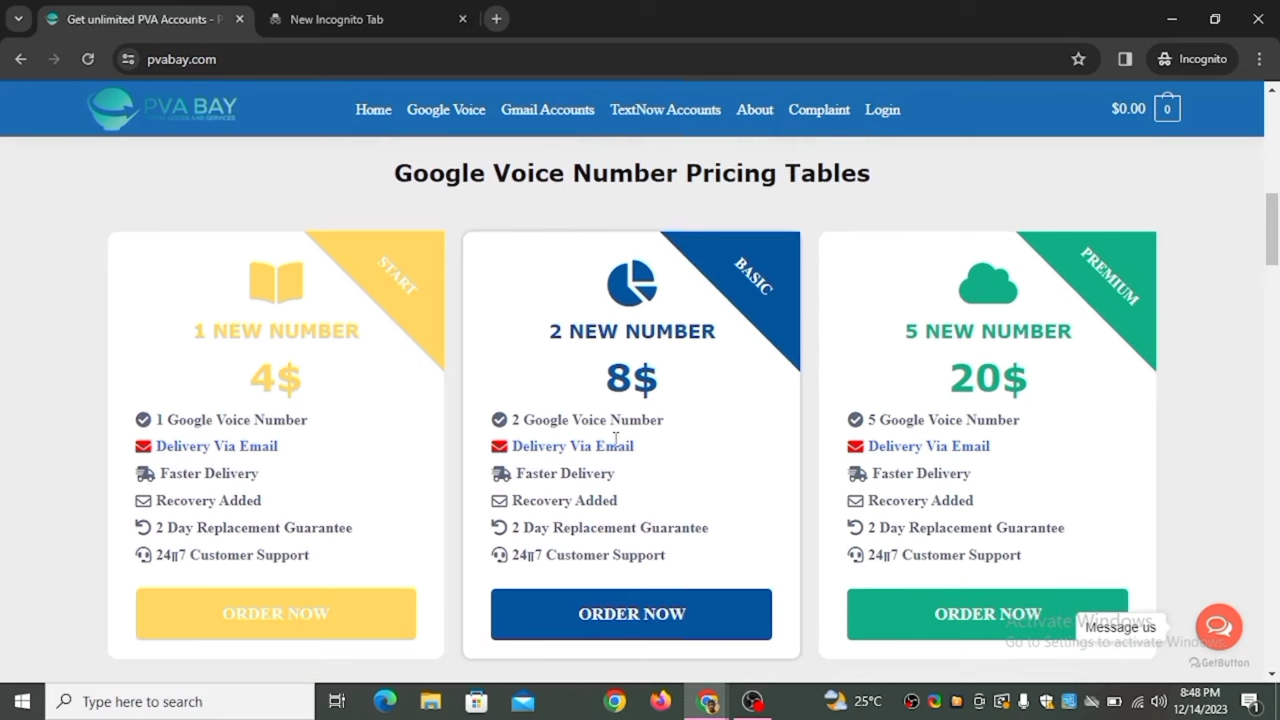 Get unlimited PVA Accounts - P
New Incognito Tab
pvabay.com
Incognito
PVA BAY
Home Google Voice Gmail Accounts TextNow Accounts About Complaint Login
$0.00 0
Google Voice Number Pricing Tables
START
1 NEW NUMBER
4$
1 Google Voice Number
Delivery Via Email
Faster Delivery
Recovery Added
2 Day Replacement Guarantee
24╗7 Customer Support
ORDER NOW
BASIC
2 NEW NUMBER
8$
2 Google Voice Number
Delivery Via Email
Faster Delivery
Recovery Added
2 Day Replacement Guarantee
24╗7 Customer Support
ORDER NOW
PREMIUM
5 NEW NUMBER
20$
5 Google Voice Number
Delivery Via Email
Faster Delivery
Recovery Added
2 Day Replacement Guarantee
24╗7 Customer Support
ORDER NOW
Activate Windows
Message us
Go to Settings to activate Windows.
GetButton
Type here to search
25°C
8:48 PM
12/14/2023